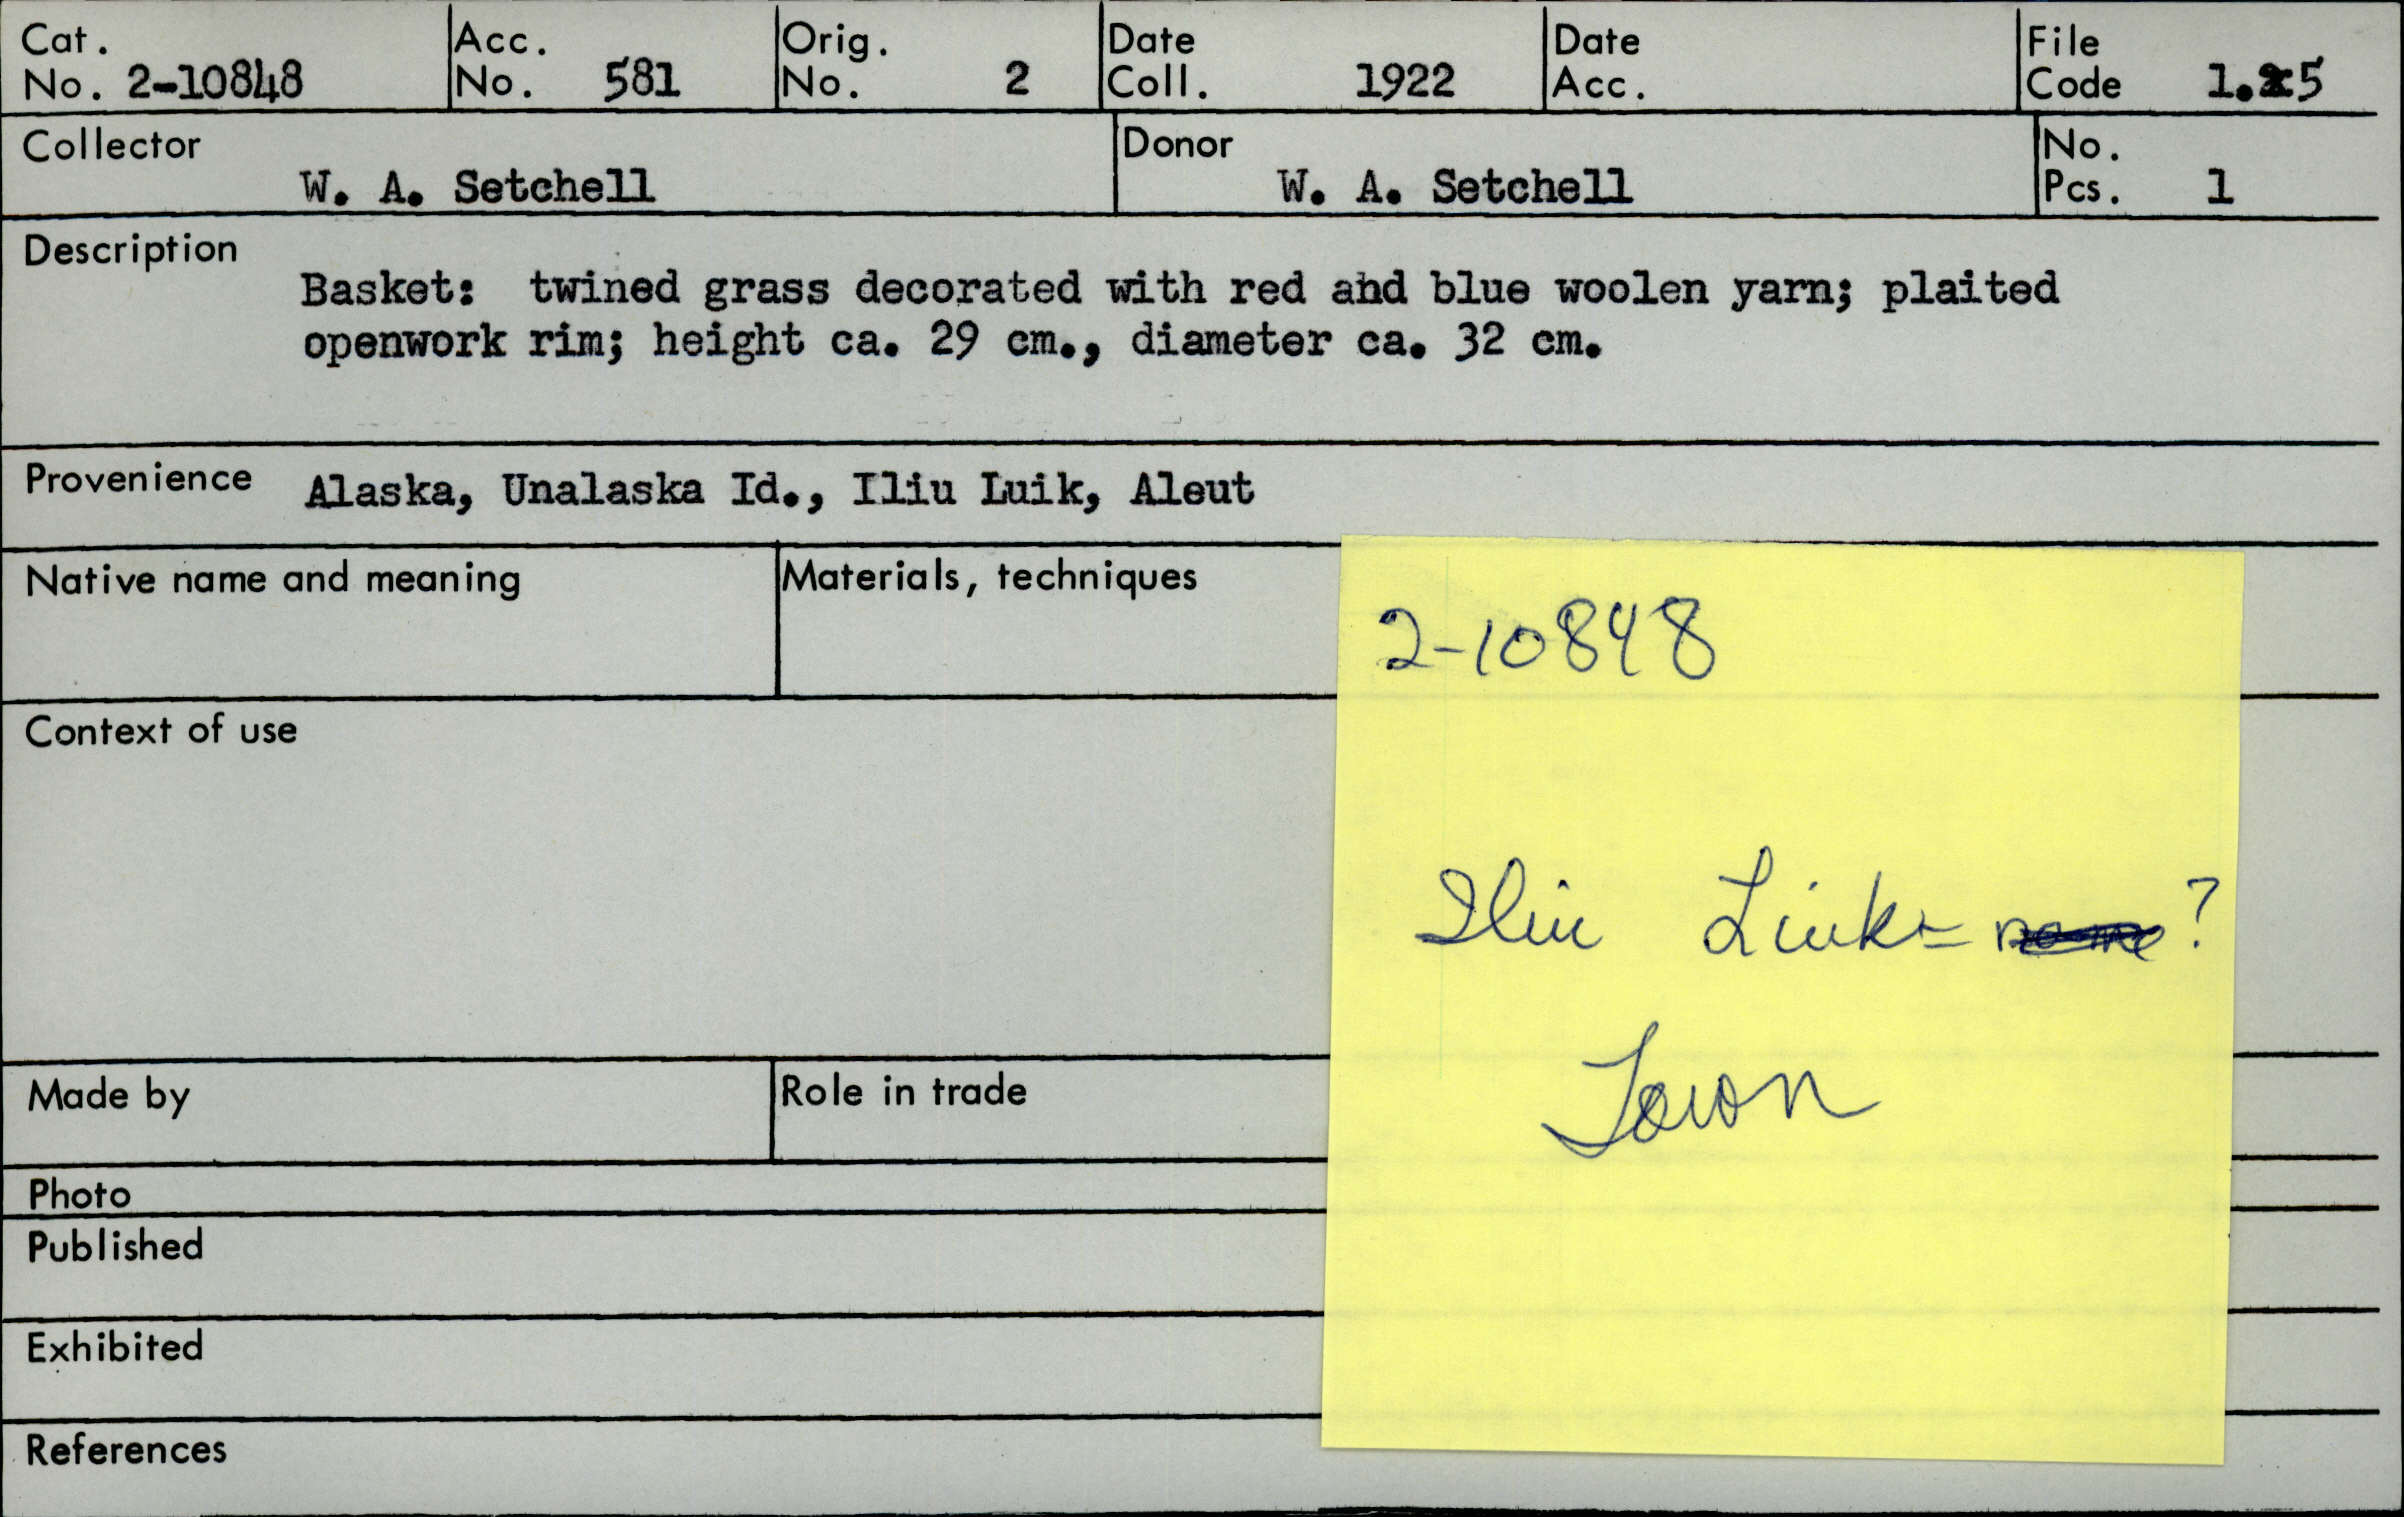 Cat. No. 2-10848
Acc. No. 581
Orig. No. 2
Date Coll. 1922
Date Acc.
File Code 1.5
Collector W. A. Setchell
Donor W. A. Setchell
No. Pcs. 1
Description
Basket: twined grass decorated with red and blue woolen yarn; plaited
openwork rim; height ca. 29 cm., diameter ca. 32 cm.
Provenience Alaska, Unalaska Id., Iliu Luik, Aleut
Native name and meaning
Materials, techniques
2-10848
Context of use
Iliu Liuk = name?
Town
Made by
Role in trade
Photo
Published
Exhibited
References